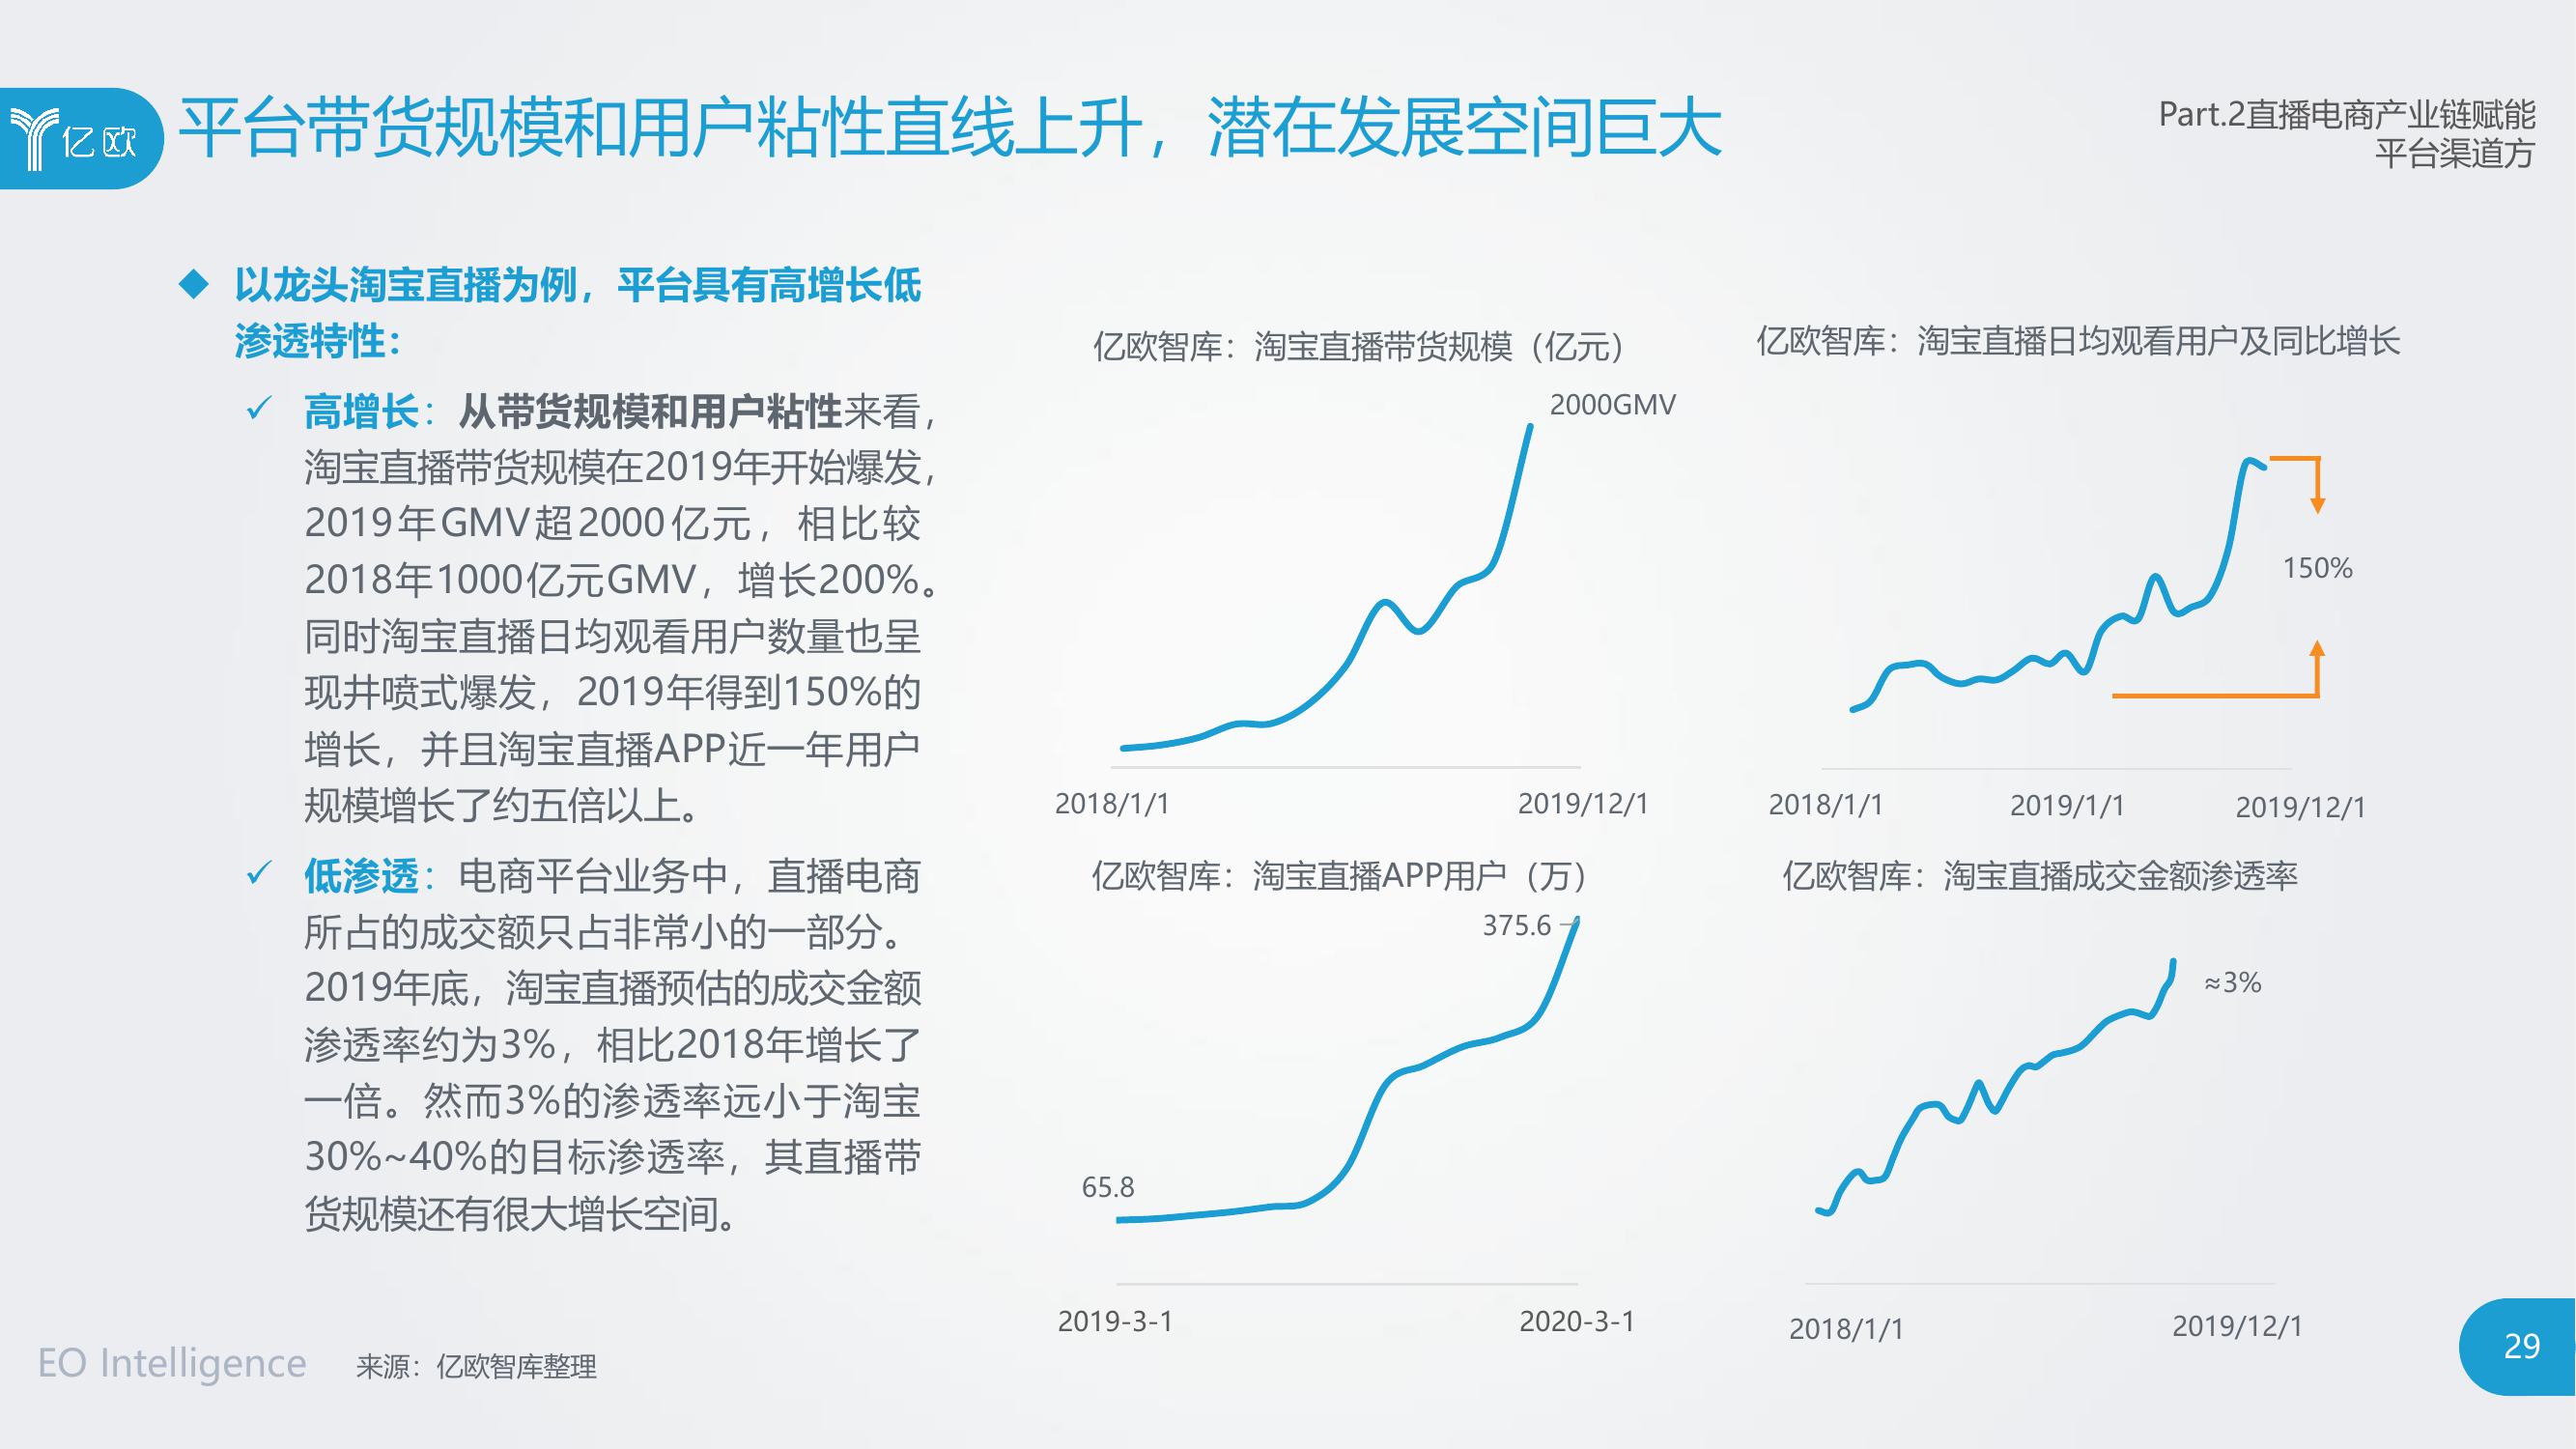 亿欧
平台带货规模和用户粘性直线上升，潜在发展空间巨大
Part.2直播电商产业链赋能
平台渠道方
◆ 以龙头淘宝直播为例，平台具有高增长低
渗透特性：
✓ 高增长：从带货规模和用户粘性来看，
淘宝直播带货规模在2019年开始爆发，
2019年GMV超2000亿元，相比较
2018年1000亿元GMV，增长200%。
同时淘宝直播日均观看用户数量也呈
现井喷式爆发，2019年得到150%的
增长，并且淘宝直播APP近一年用户
规模增长了约五倍以上。
✓ 低渗透：电商平台业务中，直播电商
所占的成交额只占非常小的一部分。
2019年底，淘宝直播预估的成交金额
渗透率约为3%，相比2018年增长了
一倍。然而3%的渗透率远小于淘宝
30%~40%的目标渗透率，其直播带
货规模还有很大增长空间。
亿欧智库：淘宝直播带货规模（亿元）
2000GMV
2018/1/1
2019/12/1
亿欧智库：淘宝直播日均观看用户及同比增长
150%
2018/1/1
2019/1/1
2019/12/1
亿欧智库：淘宝直播APP用户（万）
375.6
65.8
2019-3-1
2020-3-1
亿欧智库：淘宝直播成交金额渗透率
≈3%
2018/1/1
2019/12/1
EO Intelligence
来源：亿欧智库整理
29